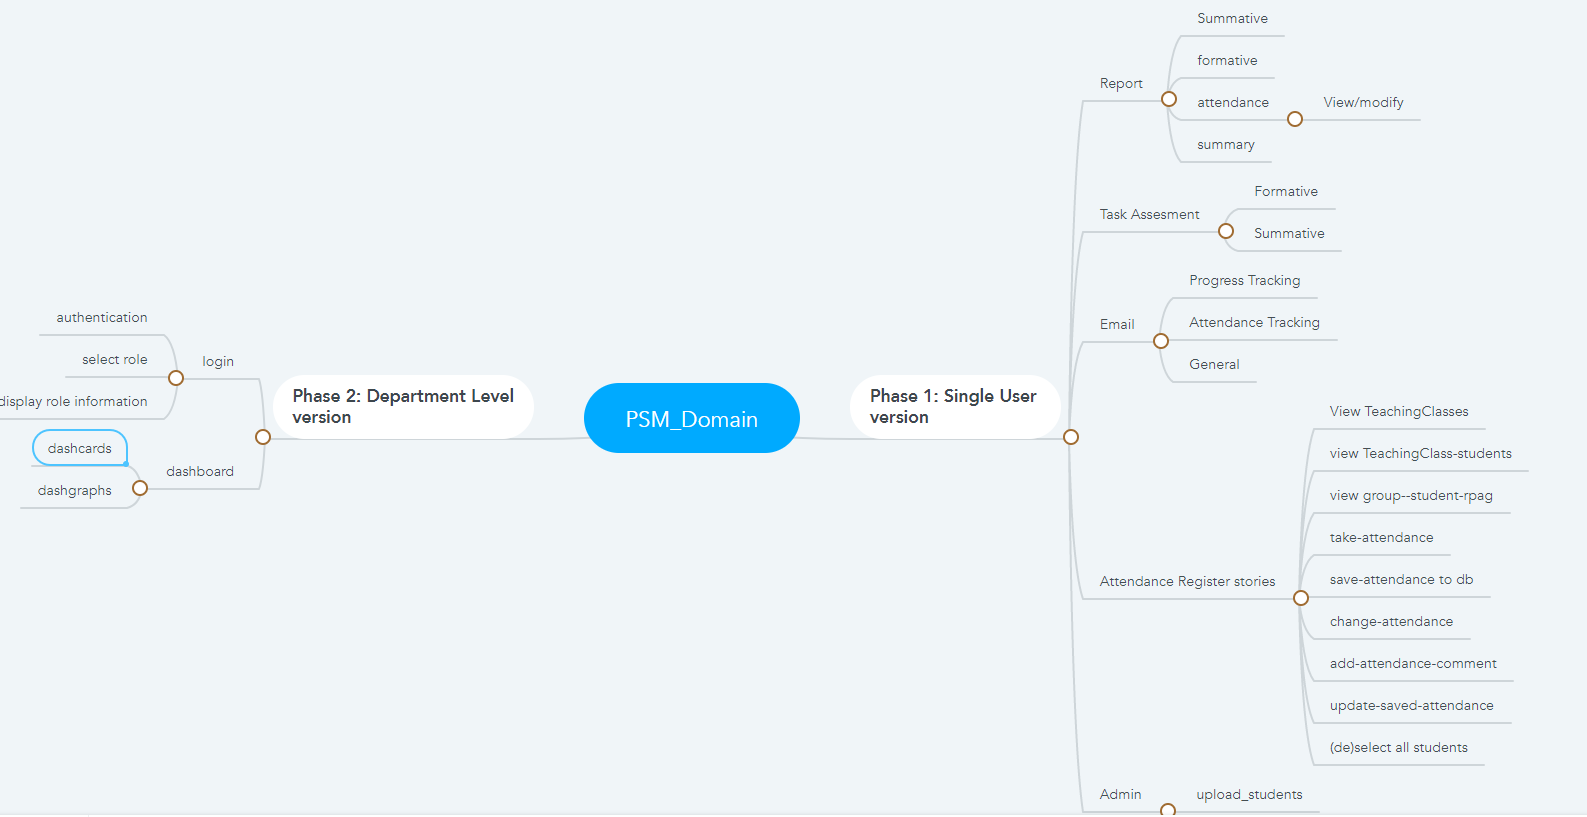 authentication
select role
display role information
login
dashcards
dashgraphs
dashboard
Phase 2: Department Level
version
PSM_Domain
Phase 1: Single User
version
Report
Summative
formative
attendance
View/modify
summary
Task Assesment
Formative
Summative
Email
Progress Tracking
Attendance Tracking
General
Attendance Register stories
View TeachingClasses
view TeachingClass-students
view group--student-rpag
take-attendance
save-attendance to db
change-attendance
add-attendance-comment
update-saved-attendance
(de)select all students
Admin
upload_students